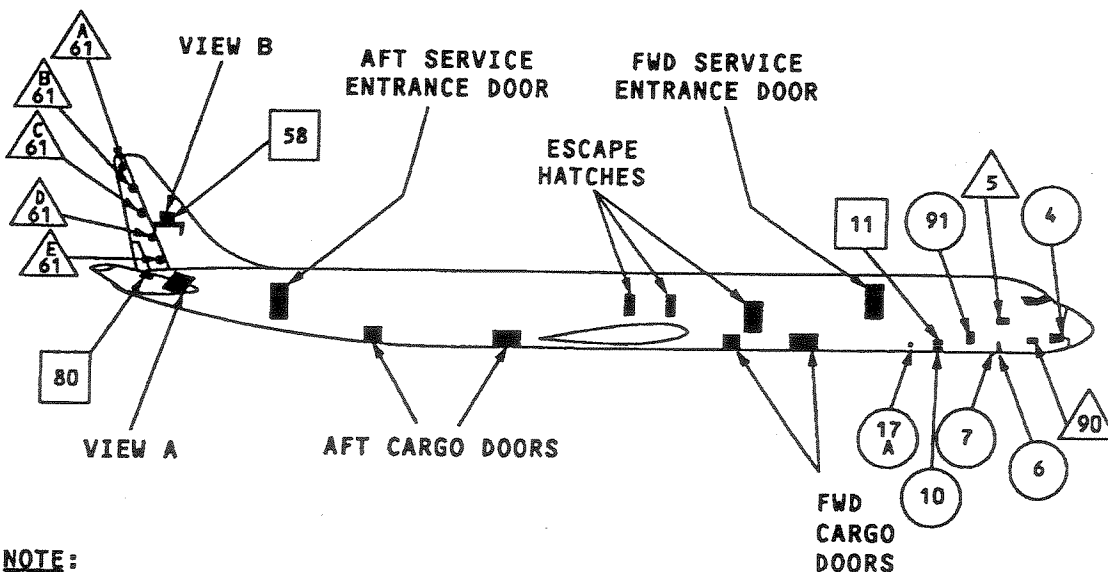 A
61
VIEW B
B
61
AFT SERVICE
ENTRANCE DOOR
FWD SERVICE
ENTRANCE DOOR
C
61
58
ESCAPE
HATCHES
5
D
61
11
91
4
E
61
80
VIEW A
AFT CARGO DOORS
17
A
7
90
10
6
FWD
CARGO
DOORS
NOTE: